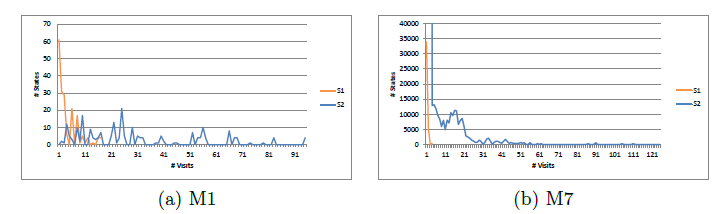 70
60
50
40
30
20
10
0
# States
1 11 21 31 41 51 61 71 81 91
# Visits
S1
S2
(a) M1
40000
35000
30000
25000
20000
15000
10000
5000
0
# States
1 11 21 31 41 51 61 71 81 91 101 111 121
# Visits
S1
S2
(b) M7